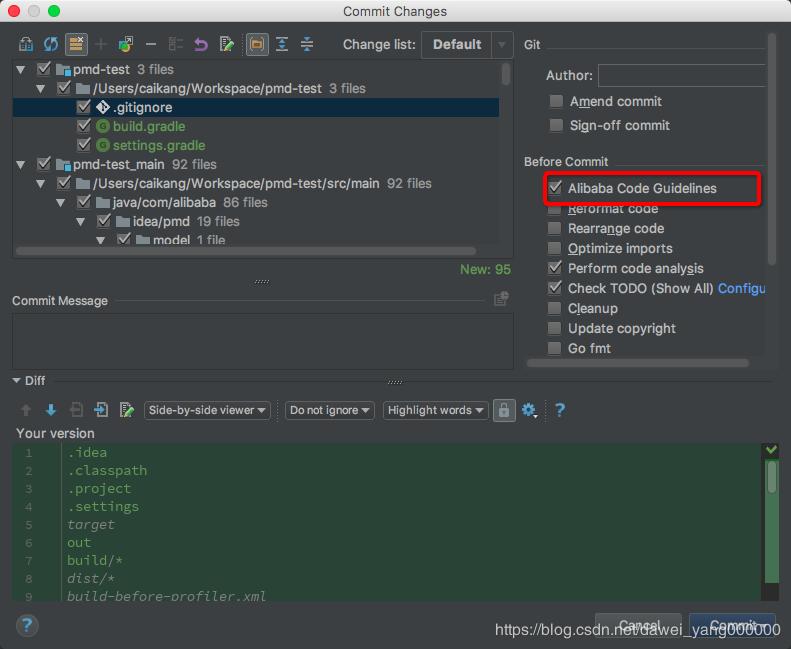 Commit Changes
Change list: Default
Git
pmd-test 3 files
/Users/caikang/Workspace/pmd-test 3 files
.gitignore
build.gradle
settings.gradle
pmd-test_main 92 files
/Users/caikang/Workspace/pmd-test/src/main 92 files
java/com/alibaba 86 files
idea/pmd 19 files
model 1 file
New: 95
Author:
Amend commit
Sign-off commit
Before Commit
Alibaba Code Guidelines
Reformat code
Rearrange code
Optimize imports
Perform code analysis
Check TODO (Show All) Configu
Cleanup
Update copyright
Go fmt
Commit Message
Diff
Side-by-side viewer Do not ignore Highlight words ?
Your version
1 .idea
2 .classpath
3 .project
4 .settings
5 target
6 out
7 build/*
8 dist/*
9 build-before-profiler.xml
? Cancel Commit
https://blog.csdn.net/dawei_yang000000